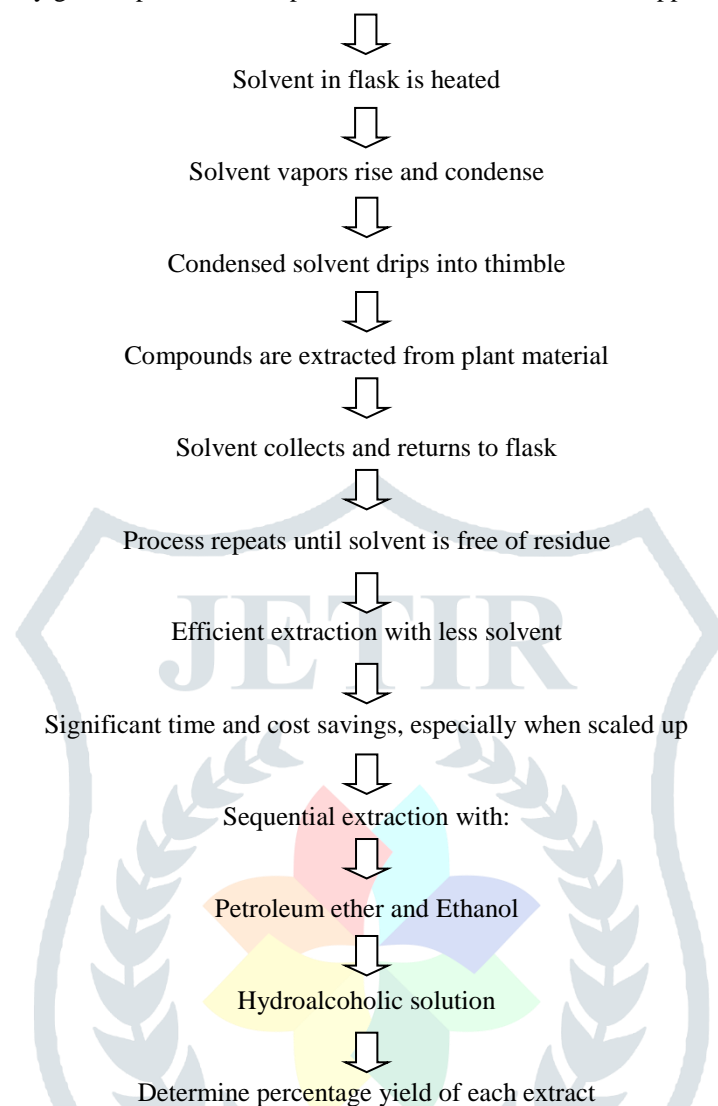 Solvent in flask is heated
Solvent vapors rise and condense
Condensed solvent drips into thimble
Compounds are extracted from plant material
Solvent collects and returns to flask
Process repeats until solvent is free of residue
JETIR
Efficient extraction with less solvent
Significant time and cost savings, especially when scaled up
Sequential extraction with:
Petroleum ether and Ethanol
Hydroalcoholic solution
Determine percentage yield of each extract